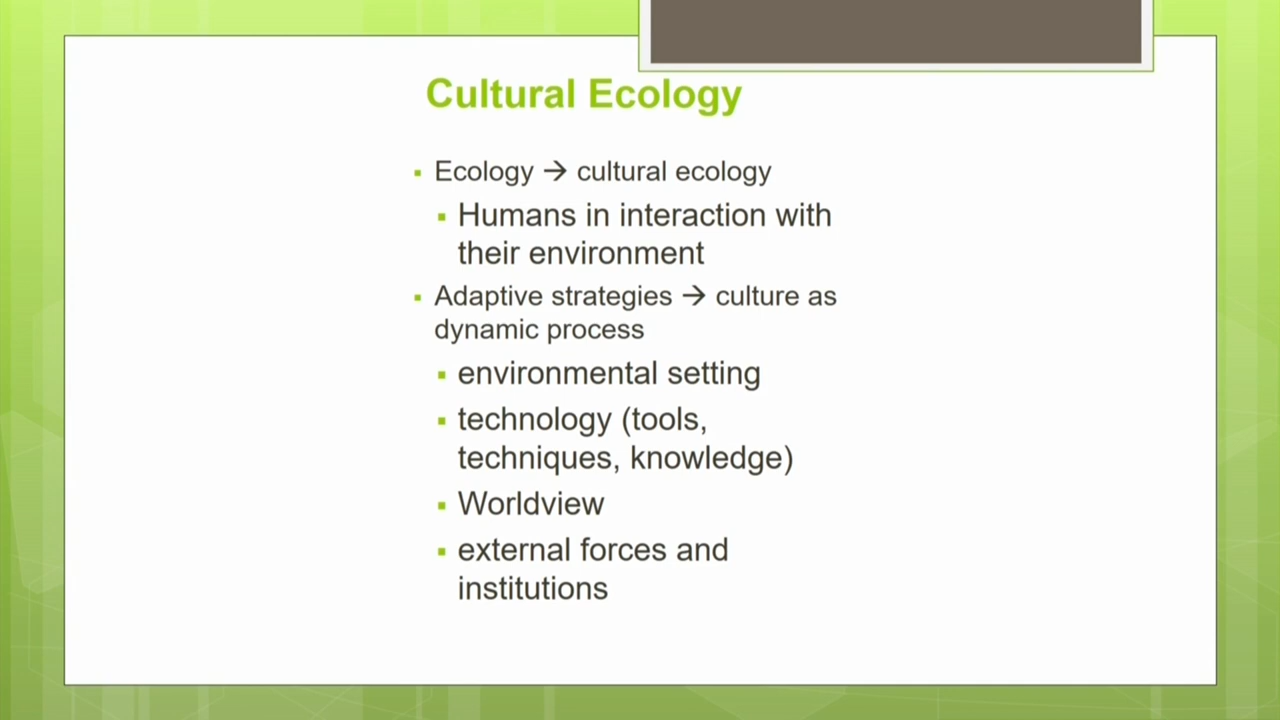 Cultural Ecology
▪ Ecology → cultural ecology
▪ Humans in interaction with
their environment
▪ Adaptive strategies → culture as
dynamic process
▪ environmental setting
▪ technology (tools,
techniques, knowledge)
▪ Worldview
▪ external forces and
institutions